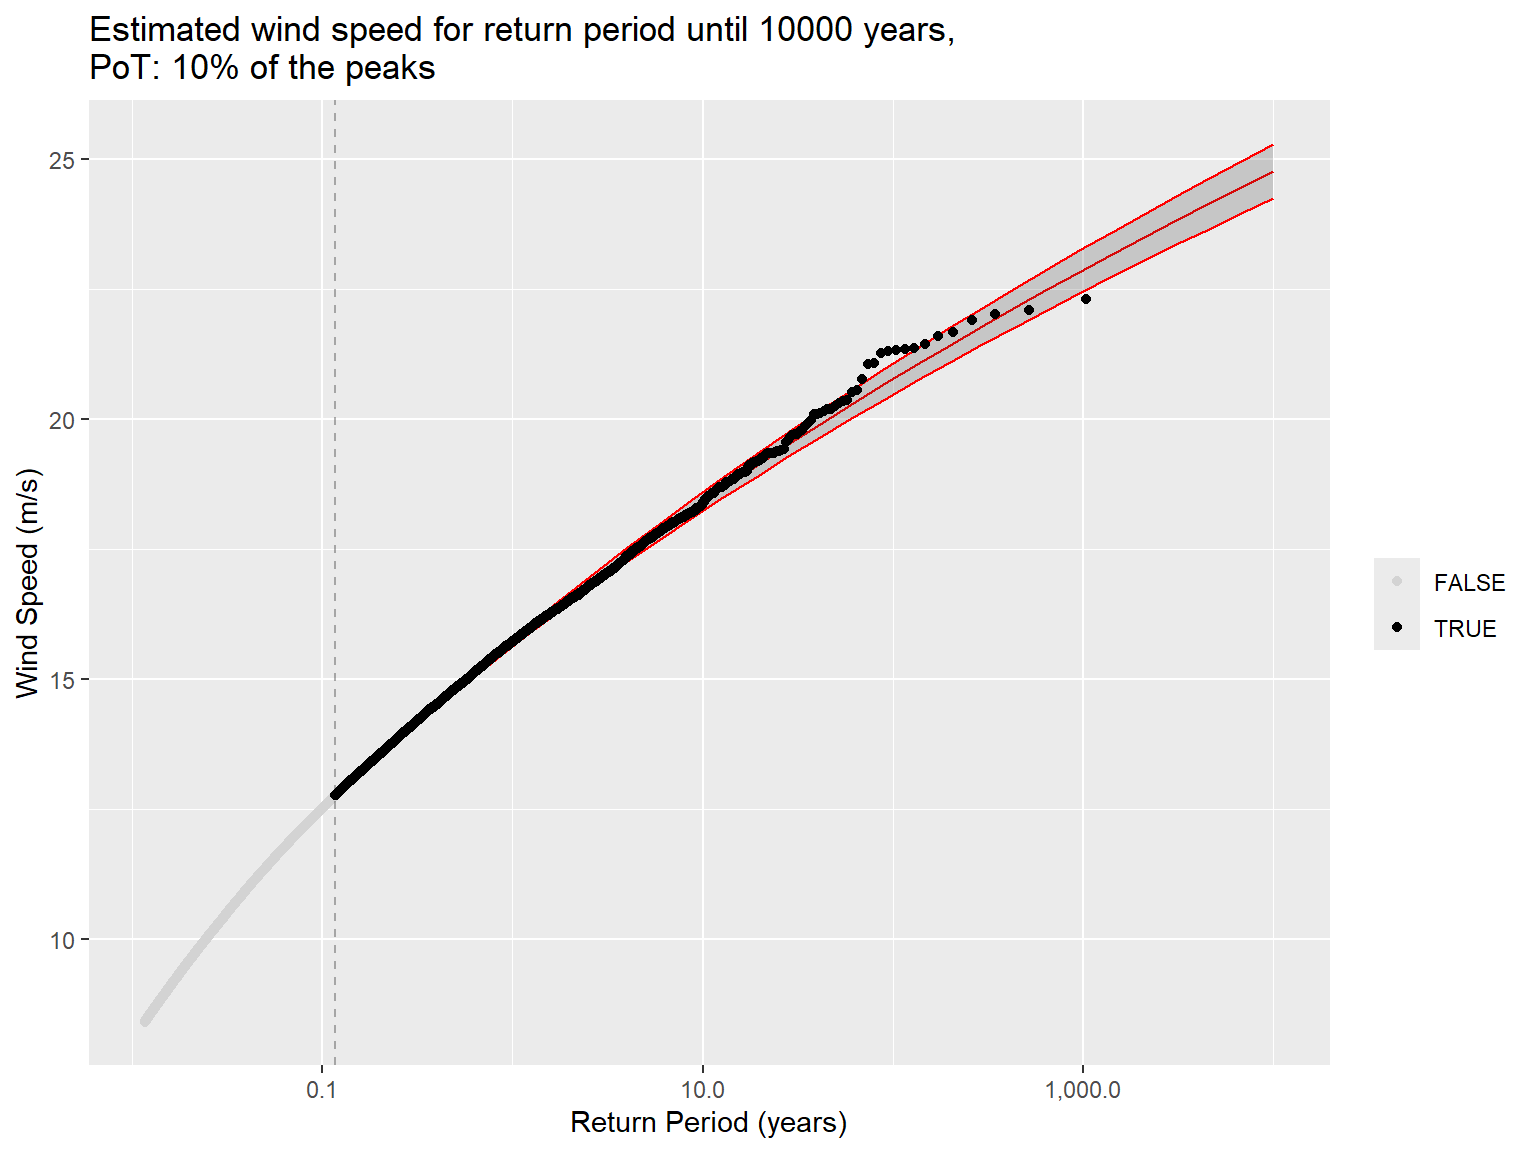 Estimated wind speed for return period until 10000 years,
PoT: 10% of the peaks
25
20
15
10
Wind Speed (m/s)
0.1
10.0
1,000.0
Return Period (years)
FALSE
TRUE